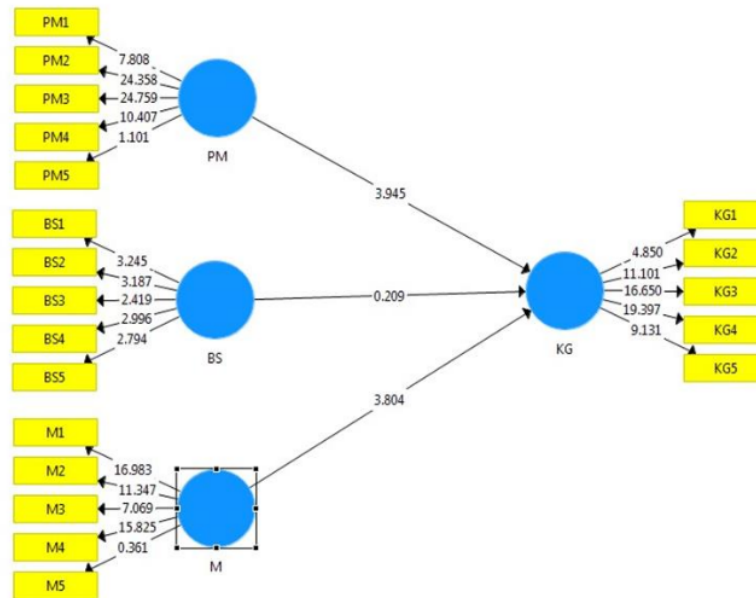 PM1
PM2
PM3
PM4
PM5
7.808
24.358
24.759
10.407
1.101
PM
3.945
BS1
BS2
BS3
BS4
BS5
3.245
3.187
2.419
2.996
2.794
BS
0.209
M1
M2
M3
M4
M5
16.983
11.347
7.069
15.825
0.361
M
3.804
KG
4.850
11.101
16.650
19.397
9.131
KG1
KG2
KG3
KG4
KG5